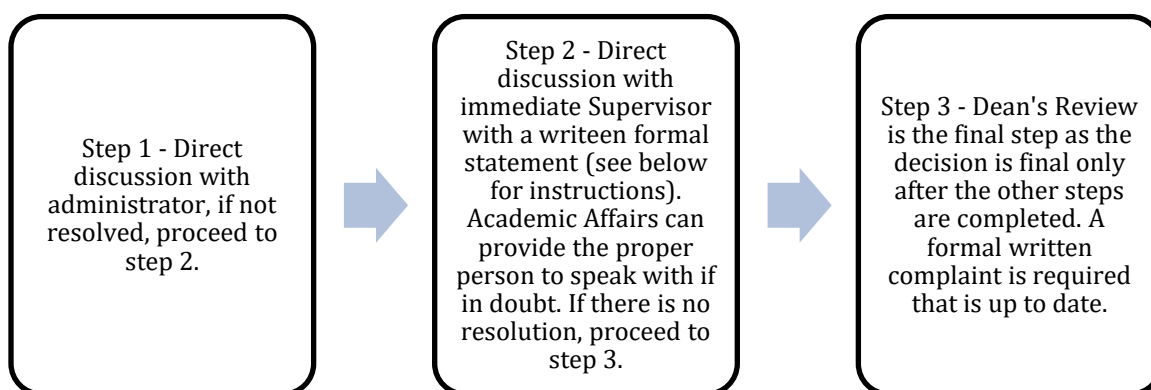 Step 1 - Direct
discussion with
administrator, if not
resolved, proceed to
step 2.
Step 2 - Direct
discussion with
immediate Supervisor
with a writeen formal
statement (see below
for instructions).
Academic Affairs can
provide the proper
person to speak with if
in doubt. If there is no
resolution, proceed to
step 3.
Step 3 - Dean's Review
is the final step as the
decision is final only
after the other steps
are completed. A
formal written
complaint is required
that is up to date.